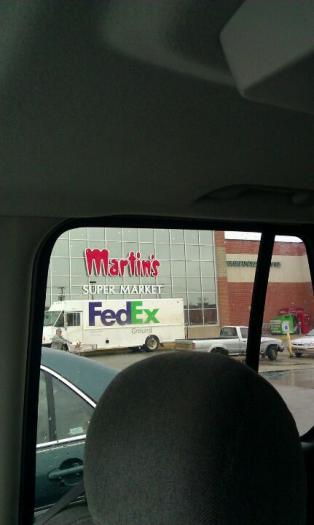 Martin's
SUPER MARKET
FedEx
Ground